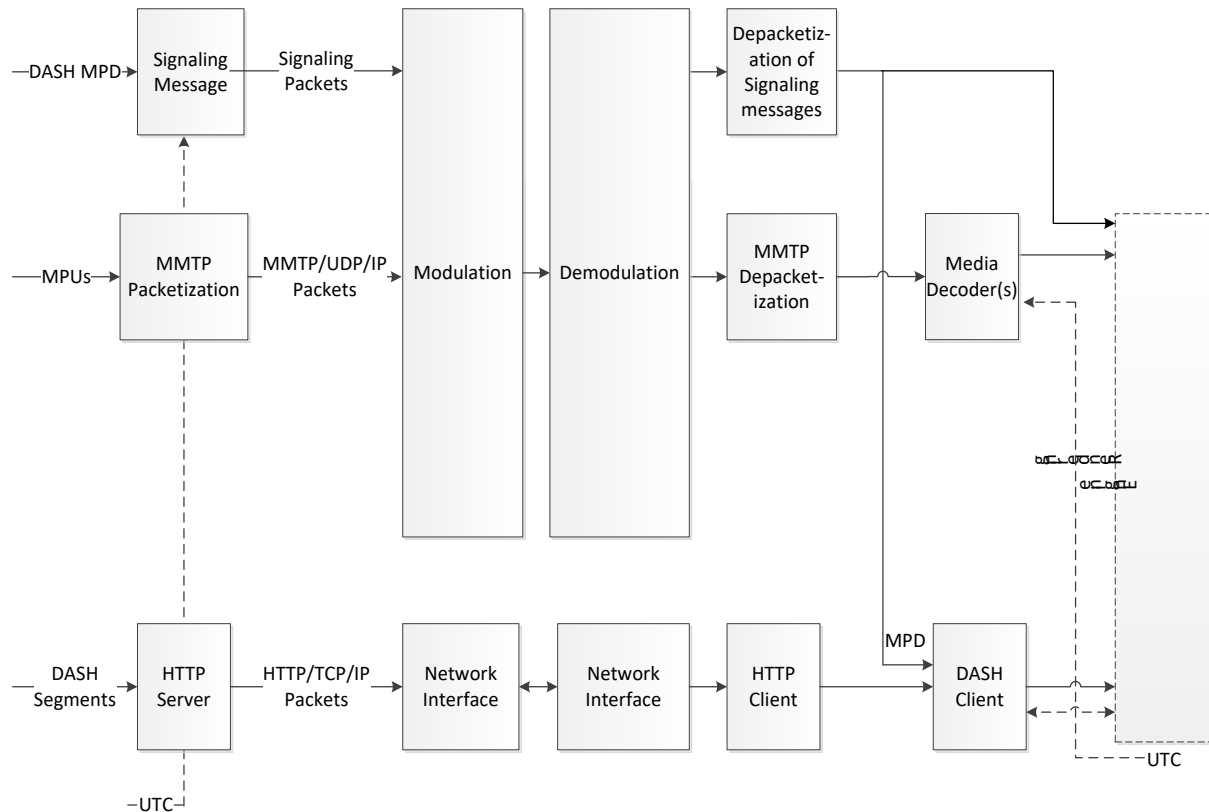 DASH MPD
Signaling
Message
Signaling
Packets
Depacketiz-
ation of
Signaling
messages
MPUs
MMTP
Packetization
MMTP/UDP/IP
Packets
Modulation
Demodulation
MMTP
Depacket-
ization
Media
Decoder(s)
DASH
Segments
HTTP
Server
HTTP/TCP/IP
Packets
Network
Interface
Network
Interface
HTTP
Client
MPD
DASH
Client
UTC
UTC